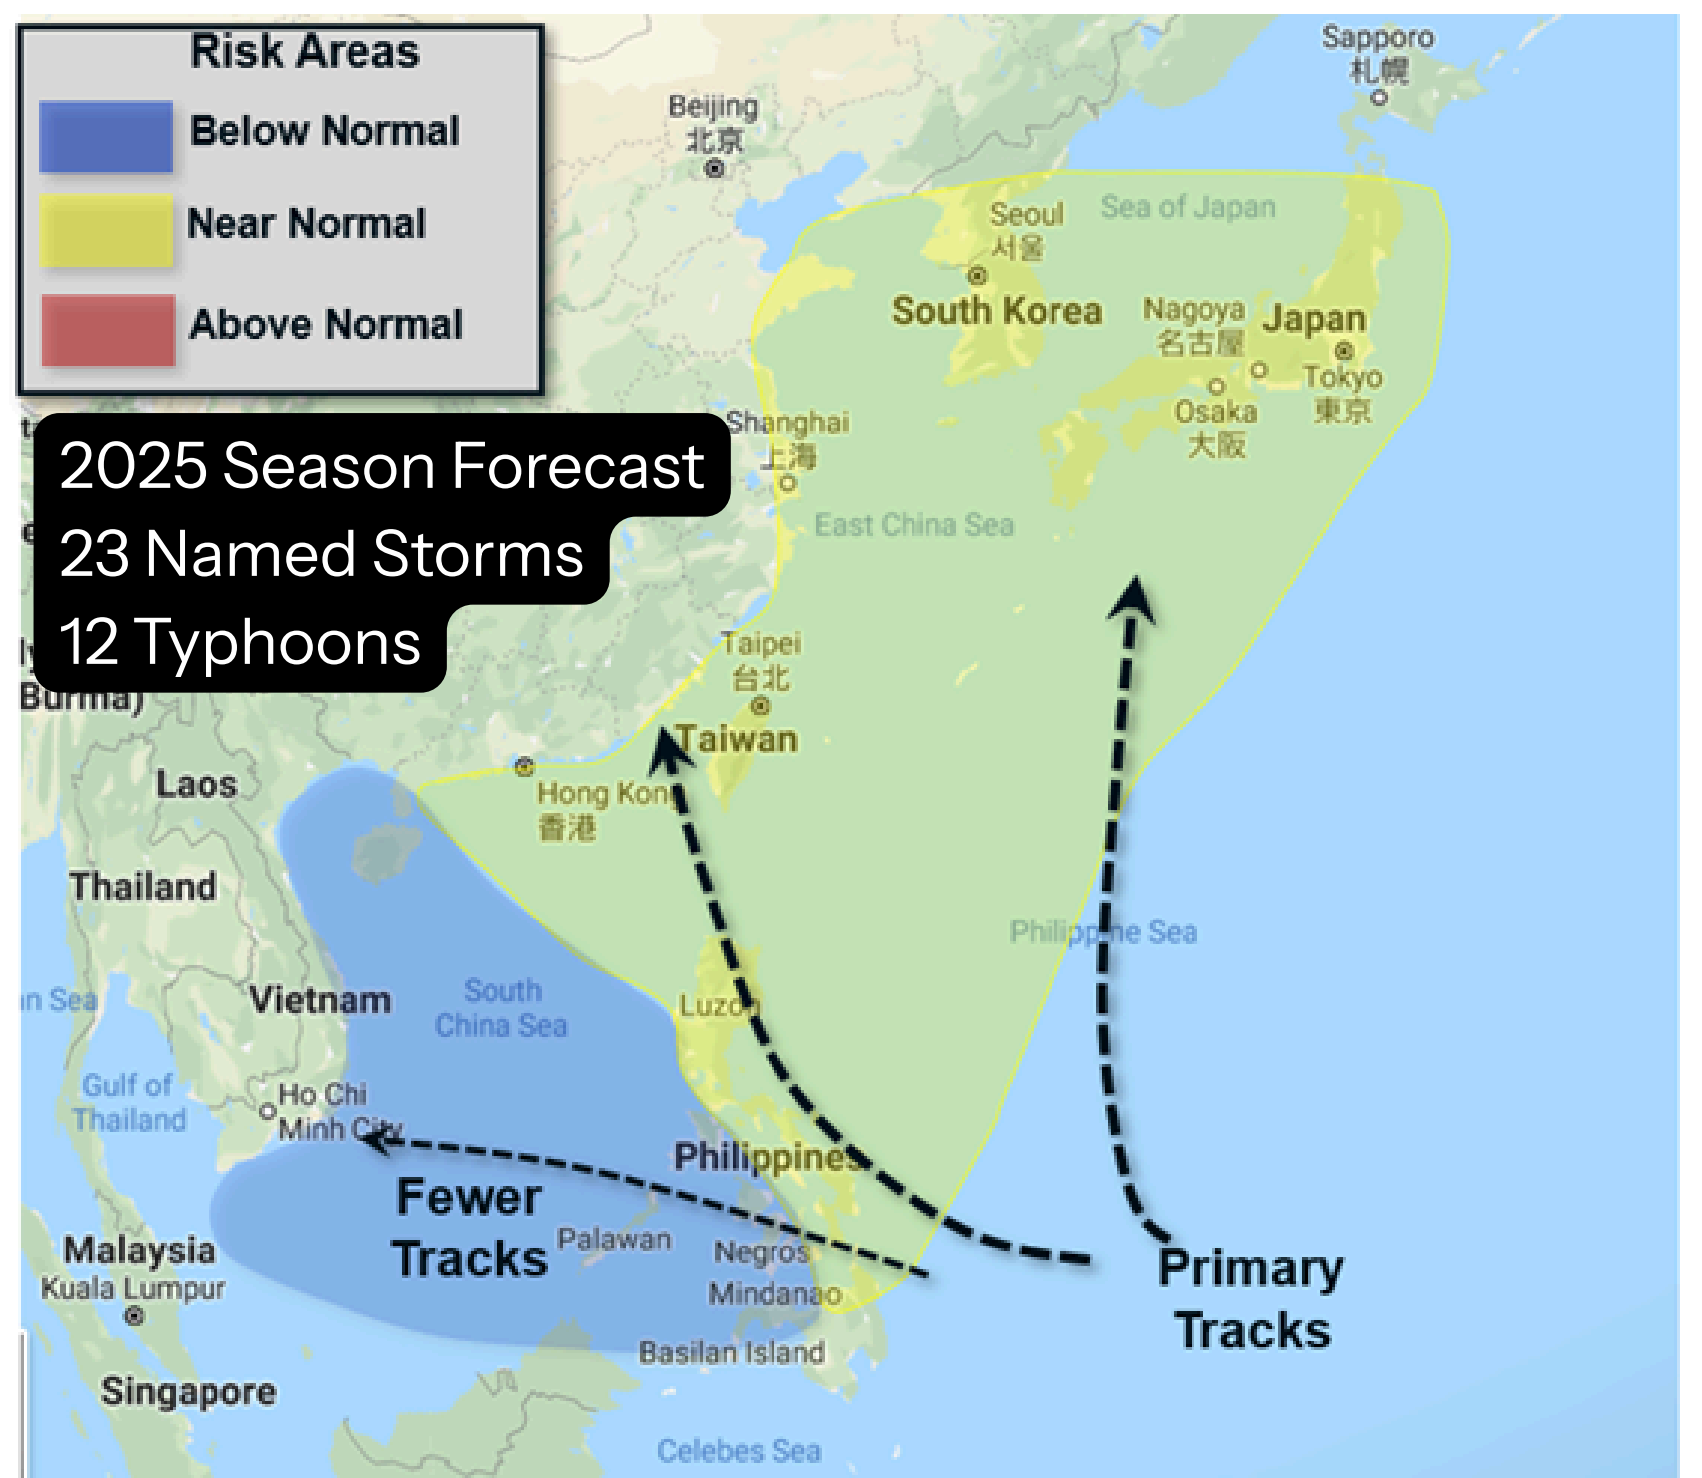 Risk Areas
Below Normal
Near Normal
Above Normal
2025 Season Forecast
23 Named Storms
12 Typhoons
Sapporo
札幌
Beijing
北京
Seoul
서울
Sea of Japan
South Korea
Nagoya
名古屋
Japan
Tokyo
東京
Osaka
大阪
Shanghai
上海
East China Sea
Taipei
台北
Taiwan
Burma)
Laos
Hong Kong
香港
Thailand
Philippine Sea
Vietnam
South
China Sea
Luzon
an Sea
Gulf of
Thailand
Ho Chi
Minh City
Philippines
Fewer
Tracks
Palawan
Negros
Mindanao
Malaysia
Kuala Lumpur
Primary
Tracks
Basilan Island
Singapore
Celebes Sea